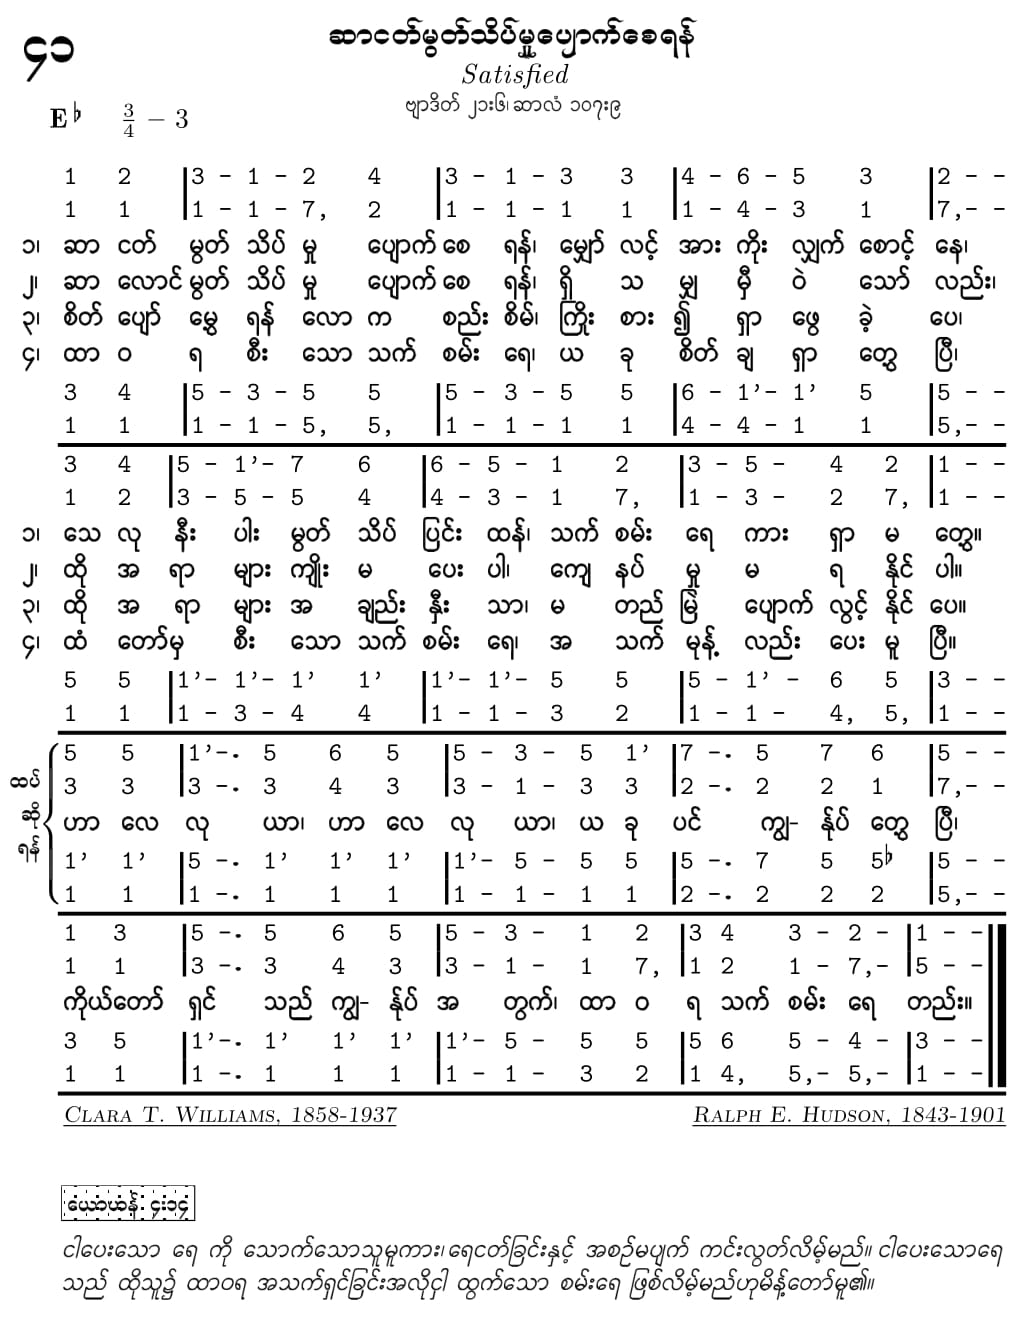 ၄၁
ဆာငတ်မွတ်သိပ်မှုပျောက်စေရန်
Satisfied
ဗျာဒိတ် ၂၁း၆၊ ဆာလံ ၁၀၇း၉
E♭ 3/4 – 3
1 2 |3 - 1 - 2 4 |3 - 1 - 3 3 |4 - 6 - 5 3 |2 - -
1 1 |1 - 1 - 7, 2 |1 - 1 - 1 1 |1 - 4 - 3 1 |7,- -
၁၊ ဆာ ငတ် မွတ် သိပ် မှု ပျောက် စေ ရန်၊ မျှော် လင့် အား ကိုး လျှက် စောင့် နေ၊
၂၊ ဆာ လောင် မွတ် သိပ် မှု ပျောက် စေ ရန်၊ ရှိ သ မျှ မှီ ဝဲ သော် လည်း၊
၃၊ စိတ် ပျော် မွေ့ ရန် လော က စည်း စိမ်၊ ကြိုး စား ၍ ရှာ ဖွေ ခဲ့ ပေ၊
၄၊ ထာ ဝ ရ စီး သော သက် စမ်း ရေ၊ ယ ခု စိတ် ချ ရှာ တွေ့ ပြီ၊
3 4 |5 - 3 - 5 5 |5 - 3 - 5 5 |6 - 1’- 1’ 5 |5 - -
1 1 |1 - 1 - 5, 5, |1 - 1 - 1 1 |4 - 4 - 1 1 |5,- -
3 4 |5 - 1’- 7 6 |6 - 5 - 1 2 |3 - 5 - 4 2 |1 - -
1 2 |3 - 5 - 5 4 |4 - 3 - 1 7, |1 - 3 - 2 7, |1 - -
၁၊ သေ လု နီး ပါး မွတ် သိပ် ပြင်း ထန်၊ သက် စမ်း ရေ ကား ရှာ မ တွေ့။
၂၊ ထို အ ရာ များ ကျိုး မ ပေး ပါ၊ ကျေ နပ် မှု မ ရ နိုင် ပါ။
၃၊ ထို အ ရာ များ အ ချည်း နှီး သာ၊ မ တည် မြဲ ပျောက် လွင့် နိုင် ပေ။
၄၊ ထံ တော်မှ စီး သော သက် စမ်း ရေ၊ အ သက် မုန့် လည်း ပေး မူ ပြီ။
5 5 |1’- 1’- 1’ 1’ |1’- 1’- 5 5 |5 - 1’ - 6 5 |3 - -
1 1 |1 - 3 - 4 4 |1 - 1 - 3 2 |1 - 1 - 4, 5, |1 - -
5 5 |1’-. 5 6 5 |5 - 3 - 5 1’ |7 -. 5 7 6 |5 - -
3 3 |3 -. 3 4 3 |3 - 1 - 3 3 |2 -. 2 2 1 |7,- -
ထပ် ဆို ရန်
ဟာ လေ လု ယာ၊ ဟာ လေ လု ယာ၊ ယ ခု ပင် ကျွ- န်ုပ် တွေ့ ပြီ၊
1’ 1’ |5 -. 1’ 1’ 1’ |1’- 5 - 5 5 |5 -. 7 5 5♭ |5 - -
1 1 |1 -. 1 1 1 |1 - 1 - 1 1 |2 -. 2 2 2 |5,- -
1 3 |5 -. 5 6 5 |5 - 3 - 1 2 |3 4 3 - 2 - |1 - -
1 1 |3 -. 3 4 3 |3 - 1 - 1 7, |1 2 1 - 7,- |5 - -
ကိုယ်တော် ရှင် သည် ကျွ- န်ုပ် အ တွက်၊ ထာ ဝ ရ သက် စမ်း ရေ တည်း။
3 5 |1’-. 1’ 1’ 1’ |1’- 5 - 5 5 |5 6 5 - 4 - |3 - -
1 1 |1 -. 1 1 1 |1 - 1 - 3 2 |1 4, 5,- 5,- |1 - -
CLARA T. WILLIAMS, 1858-1937 RALPH E. HUDSON, 1843-1901
ယောဟန် ၄း၁၄
ငါပေးသော ရေ ကို သောက်သောသူမူကား၊ ရေငတ်ခြင်းနှင့် အစဉ်မပျက် ကင်းလွတ်လိမ့်မည်။ ငါပေးသောရေ
သည် ထိုသူ၌ ထာဝရ အသက်ရှင်ခြင်းအလိုငှါ ထွက်သော စမ်းရေ ဖြစ်လိမ့်မည်ဟုမိန့်တော်မူ၏။